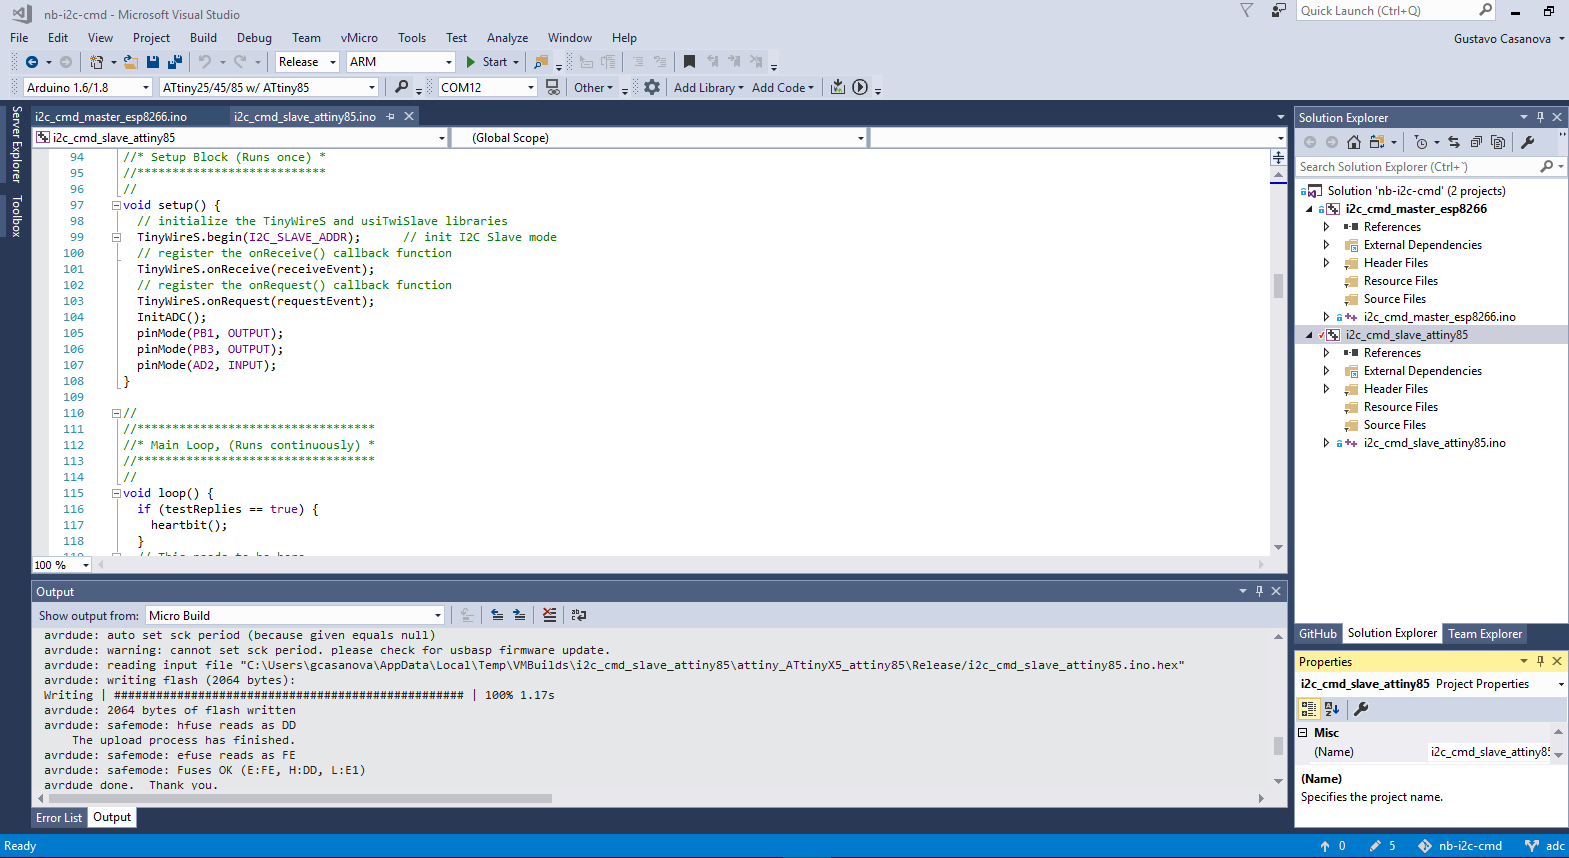 nb-i2c-cmd - Microsoft Visual Studio
Quick Launch (Ctrl+Q)
File Edit View Project Build Debug Team vMicro Tools Test Analyze Window Help
Gustavo Casanova
Release ARM Start
Arduino 1.6/1.8 ATtiny25/45/85 w/ ATtiny85 COM12 Other Add Library Add Code
Server Explorer
Toolbox
i2c_cmd_master_esp8266.ino i2c_cmd_slave_attiny85.ino
i2c_cmd_slave_attiny85 (Global Scope)
94 //* Setup Block (Runs once) *
95 //***************************
96 //
97 void setup() {
98 // initialize the TinyWireS and usiTwiSlave libraries
99 TinyWireS.begin(I2C_SLAVE_ADDR); // init I2C Slave mode
100 // register the onReceive() callback function
101 TinyWireS.onReceive(receiveEvent);
102 // register the onRequest() callback function
103 TinyWireS.onRequest(requestEvent);
104 InitADC();
105 pinMode(PB1, OUTPUT);
106 pinMode(PB3, OUTPUT);
107 pinMode(AD2, INPUT);
108 }
109
110 //
111 //**********************************
112 //* Main Loop, (Runs continuously) *
113 //**********************************
114 //
115 void loop() {
116 if (testReplies == true) {
117 heartbit();
118 }
100 %
Output
Show output from: Micro Build
avrdude: auto set sck period (because given equals null)
avrdude: warning: cannot set sck period. please check for usbasp firmware update.
avrdude: reading input file "C:\Users\gcasanova\AppData\Local\Temp\VMBuilds\i2c_cmd_slave_attiny85\attiny_ATtinyX5_attiny85\Release/i2c_cmd_slave_attiny85.ino.hex"
avrdude: writing flash (2064 bytes):
Writing | ################################################## | 100% 1.17s
avrdude: 2064 bytes of flash written
avrdude: safemode: hfuse reads as DD
The upload process has finished.
avrdude: safemode: efuse reads as FE
avrdude: safemode: Fuses OK (E:FE, H:DD, L:E1)
avrdude done. Thank you.
Error List Output
Solution Explorer
Search Solution Explorer (Ctrl+¨)
Solution 'nb-i2c-cmd' (2 projects)
i2c_cmd_master_esp8266
References
External Dependencies
Header Files
Resource Files
Source Files
i2c_cmd_master_esp8266.ino
i2c_cmd_slave_attiny85
References
External Dependencies
Header Files
Resource Files
Source Files
i2c_cmd_slave_attiny85.ino
GitHub Solution Explorer Team Explorer
Properties
i2c_cmd_slave_attiny85 Project Properties
Misc
(Name) i2c_cmd_slave_attiny85
(Name)
Specifies the project name.
Ready 0 5 nb-i2c-cmd adc